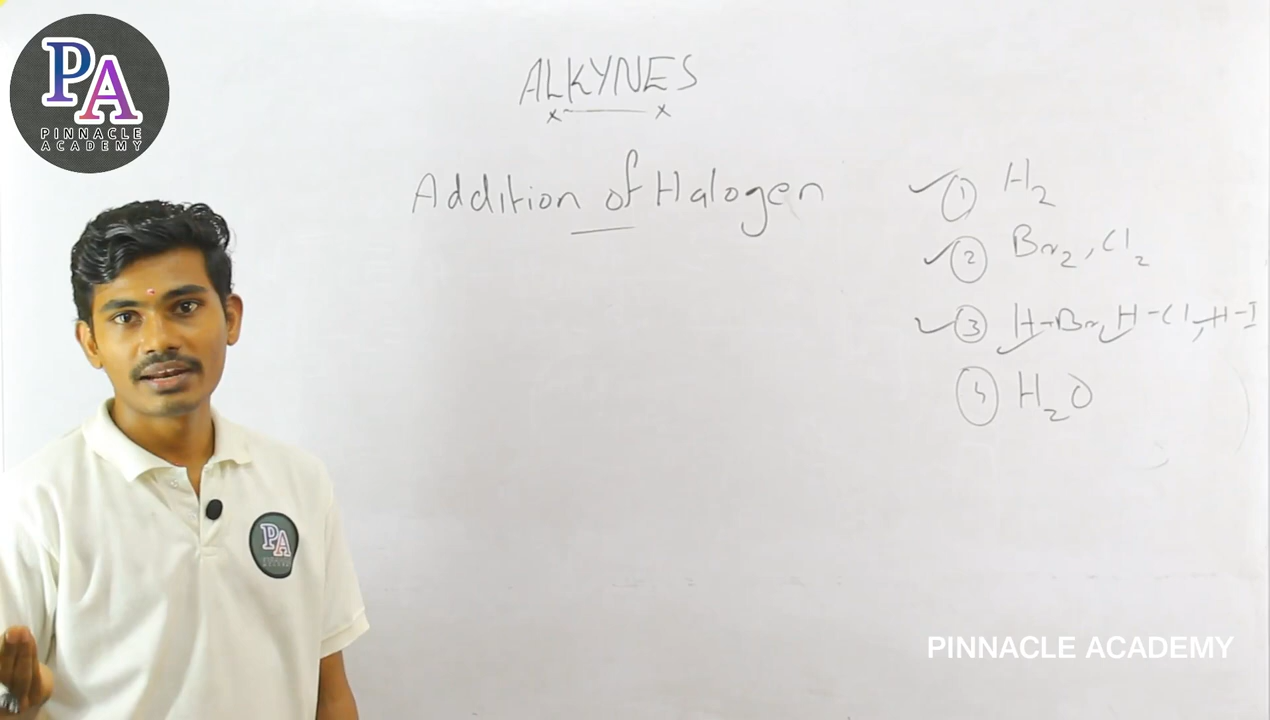 PA
PINNACLE
ACADEMY
ALKYNES
Addition of Halogen
① H2
② Br2, Cl2
③ H-Br, H-Cl, H-I
④ H2O
PA
PINNACLE ACADEMY